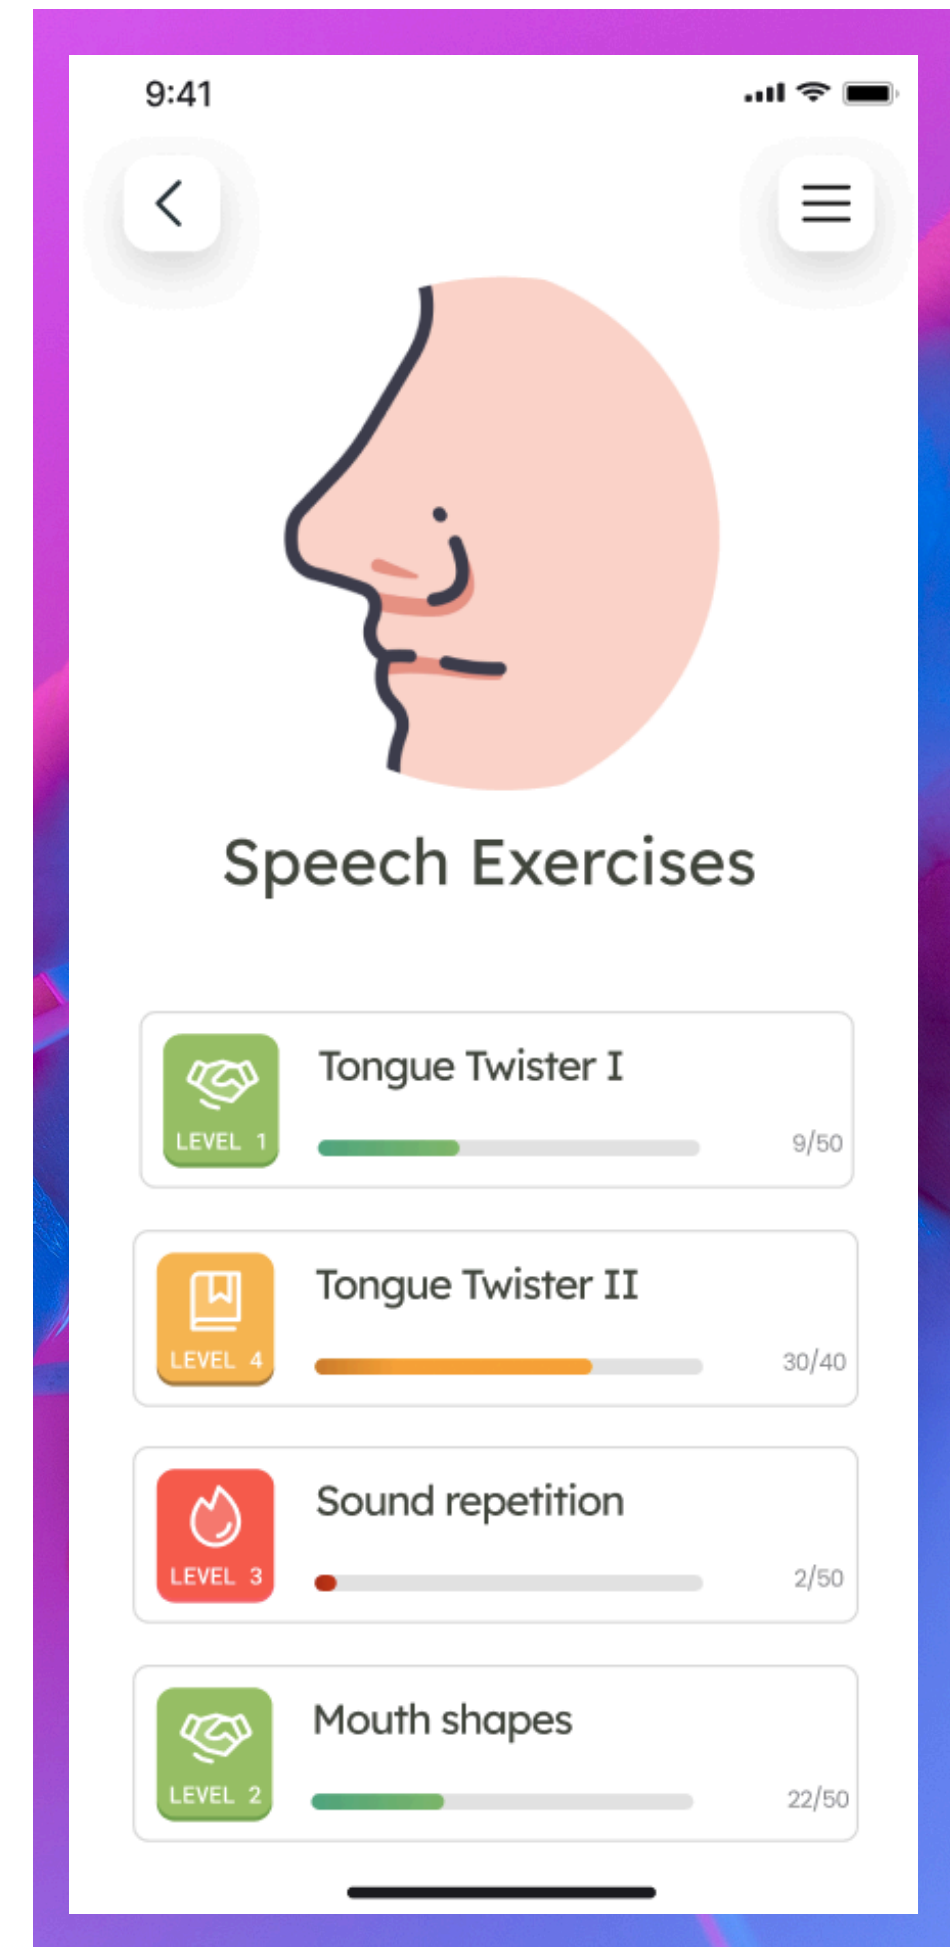 9:41
Speech Exercises
Tongue Twister I
LEVEL 1
9/50
Tongue Twister II
LEVEL 4
30/40
Sound repetition
LEVEL 3
2/50
Mouth shapes
LEVEL 2
22/50